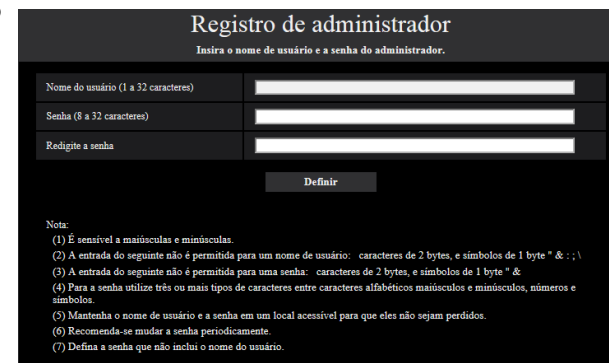 Registro de administrador
Insira o nome de usuário e a senha do administrador.
Nome do usuário (1 a 32 caracteres)
Senha (8 a 32 caracteres)
Redigite a senha
Definir
Nota:
(1) É sensível a maiúsculas e minúsculas.
(2) A entrada do seguinte não é permitida para um nome de usuário: caracteres de 2 bytes, e símbolos de 1 byte " & : ; \
(3) A entrada do seguinte não é permitida para uma senha: caracteres de 2 bytes, e símbolos de 1 byte " &
(4) Para a senha utilize três ou mais tipos de caracteres entre caracteres alfabéticos maiúsculos e minúsculos, números e
símbolos.
(5) Mantenha o nome de usuário e a senha em um local acessível para que eles não sejam perdidos.
(6) Recomenda-se mudar a senha periodicamente.
(7) Defina a senha que não inclui o nome do usuário.